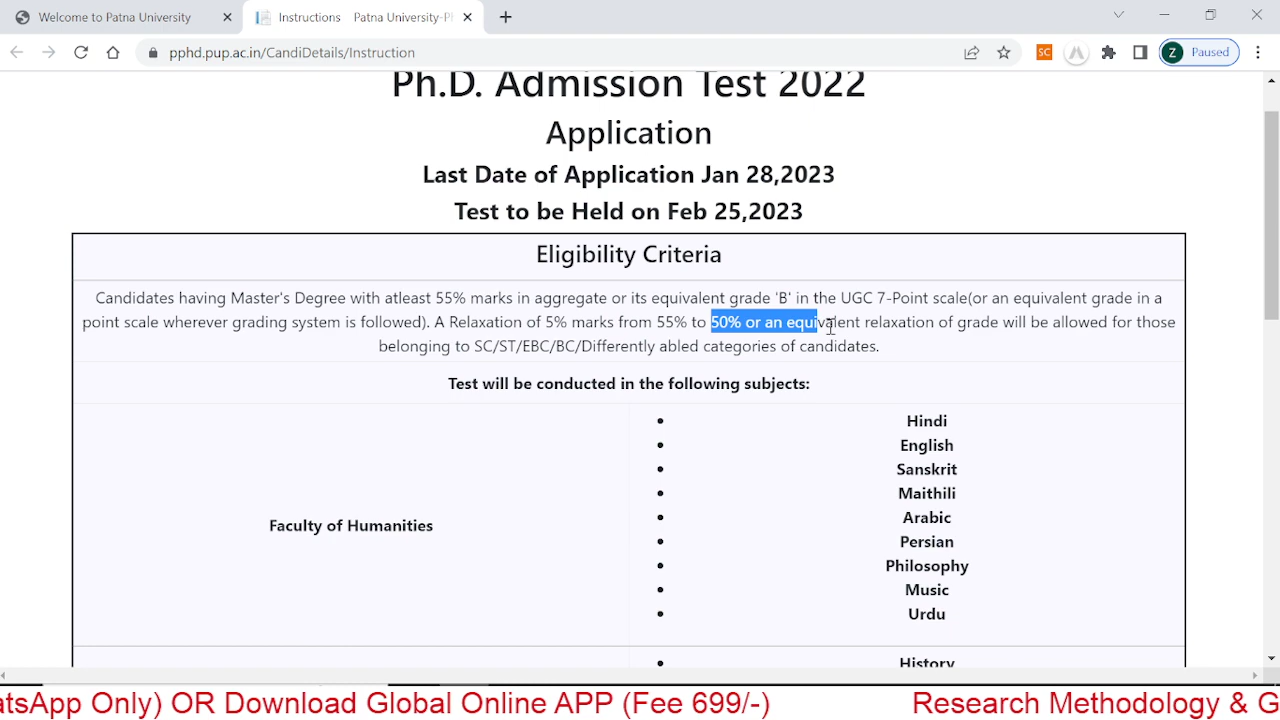 Welcome to Patna University
Instructions Patna University-Ph
pphd.pup.ac.in/CandiDetails/Instruction
SC
Z Paused
Ph.D. Admission Test 2022
Application
Last Date of Application Jan 28,2023
Test to be Held on Feb 25,2023
Eligibility Criteria
Candidates having Master's Degree with atleast 55% marks in aggregate or its equivalent grade 'B' in the UGC 7-Point scale(or an equivalent grade in a
point scale wherever grading system is followed). A Relaxation of 5% marks from 55% to 50% or an equivalent relaxation of grade will be allowed for those
belonging to SC/ST/EBC/BC/Differently abled categories of candidates.
Test will be conducted in the following subjects:
Faculty of Humanities
Hindi
English
Sanskrit
Maithili
Arabic
Persian
Philosophy
Music
Urdu
History
atsApp Only) OR Download Global Online APP (Fee 699/-) Research Methodology & G